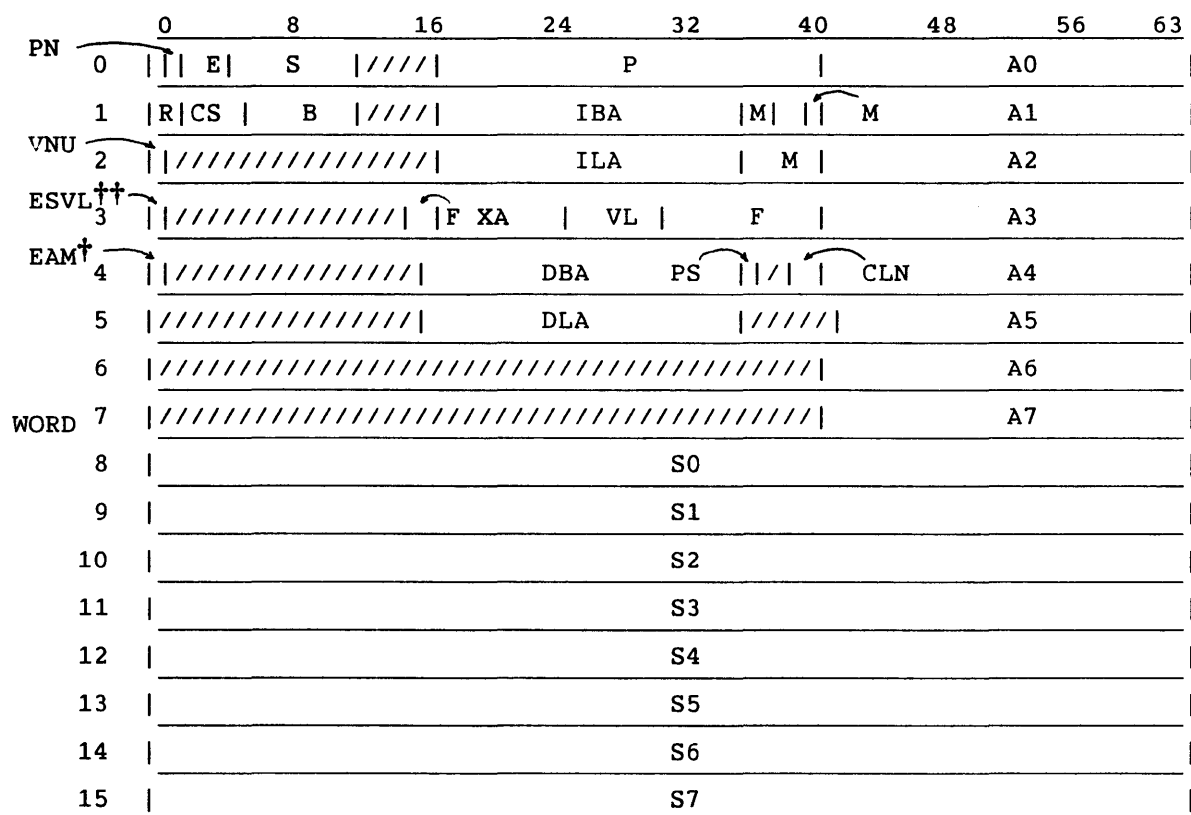 0 8 16 24 32 40 48 56 63
PN
0 | | | E| S |////| P | A0 |
1 |R|CS | B |////| IBA |M| | | M A1 |
VNU
2 | |////////////////| ILA | M | A2 |
ESVL††
3 | |//////////////| |F XA | VL | F | A3 |
EAM†
4 | |///////////////| DBA PS | |/| | CLN A4 |
5 |////////////////| DLA |/////| A5 |
6 |////////////////////////////////////////| A6 |
WORD 7 |////////////////////////////////////////| A7 |
8 | S0 |
9 | S1 |
10 | S2 |
11 | S3 |
12 | S4 |
13 | S5 |
14 | S6 |
15 | S7 |